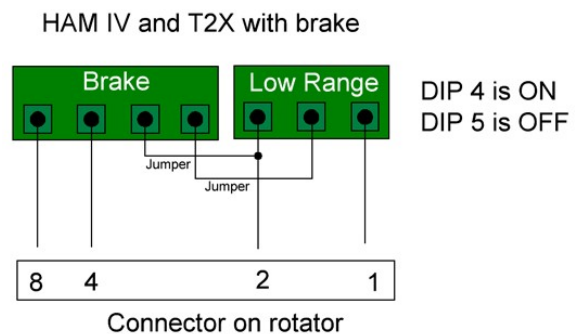 HAM IV and T2X with brake
Brake
Low Range
DIP 4 is ON
DIP 5 is OFF
Jumper
Jumper
8 4 2 1
Connector on rotator